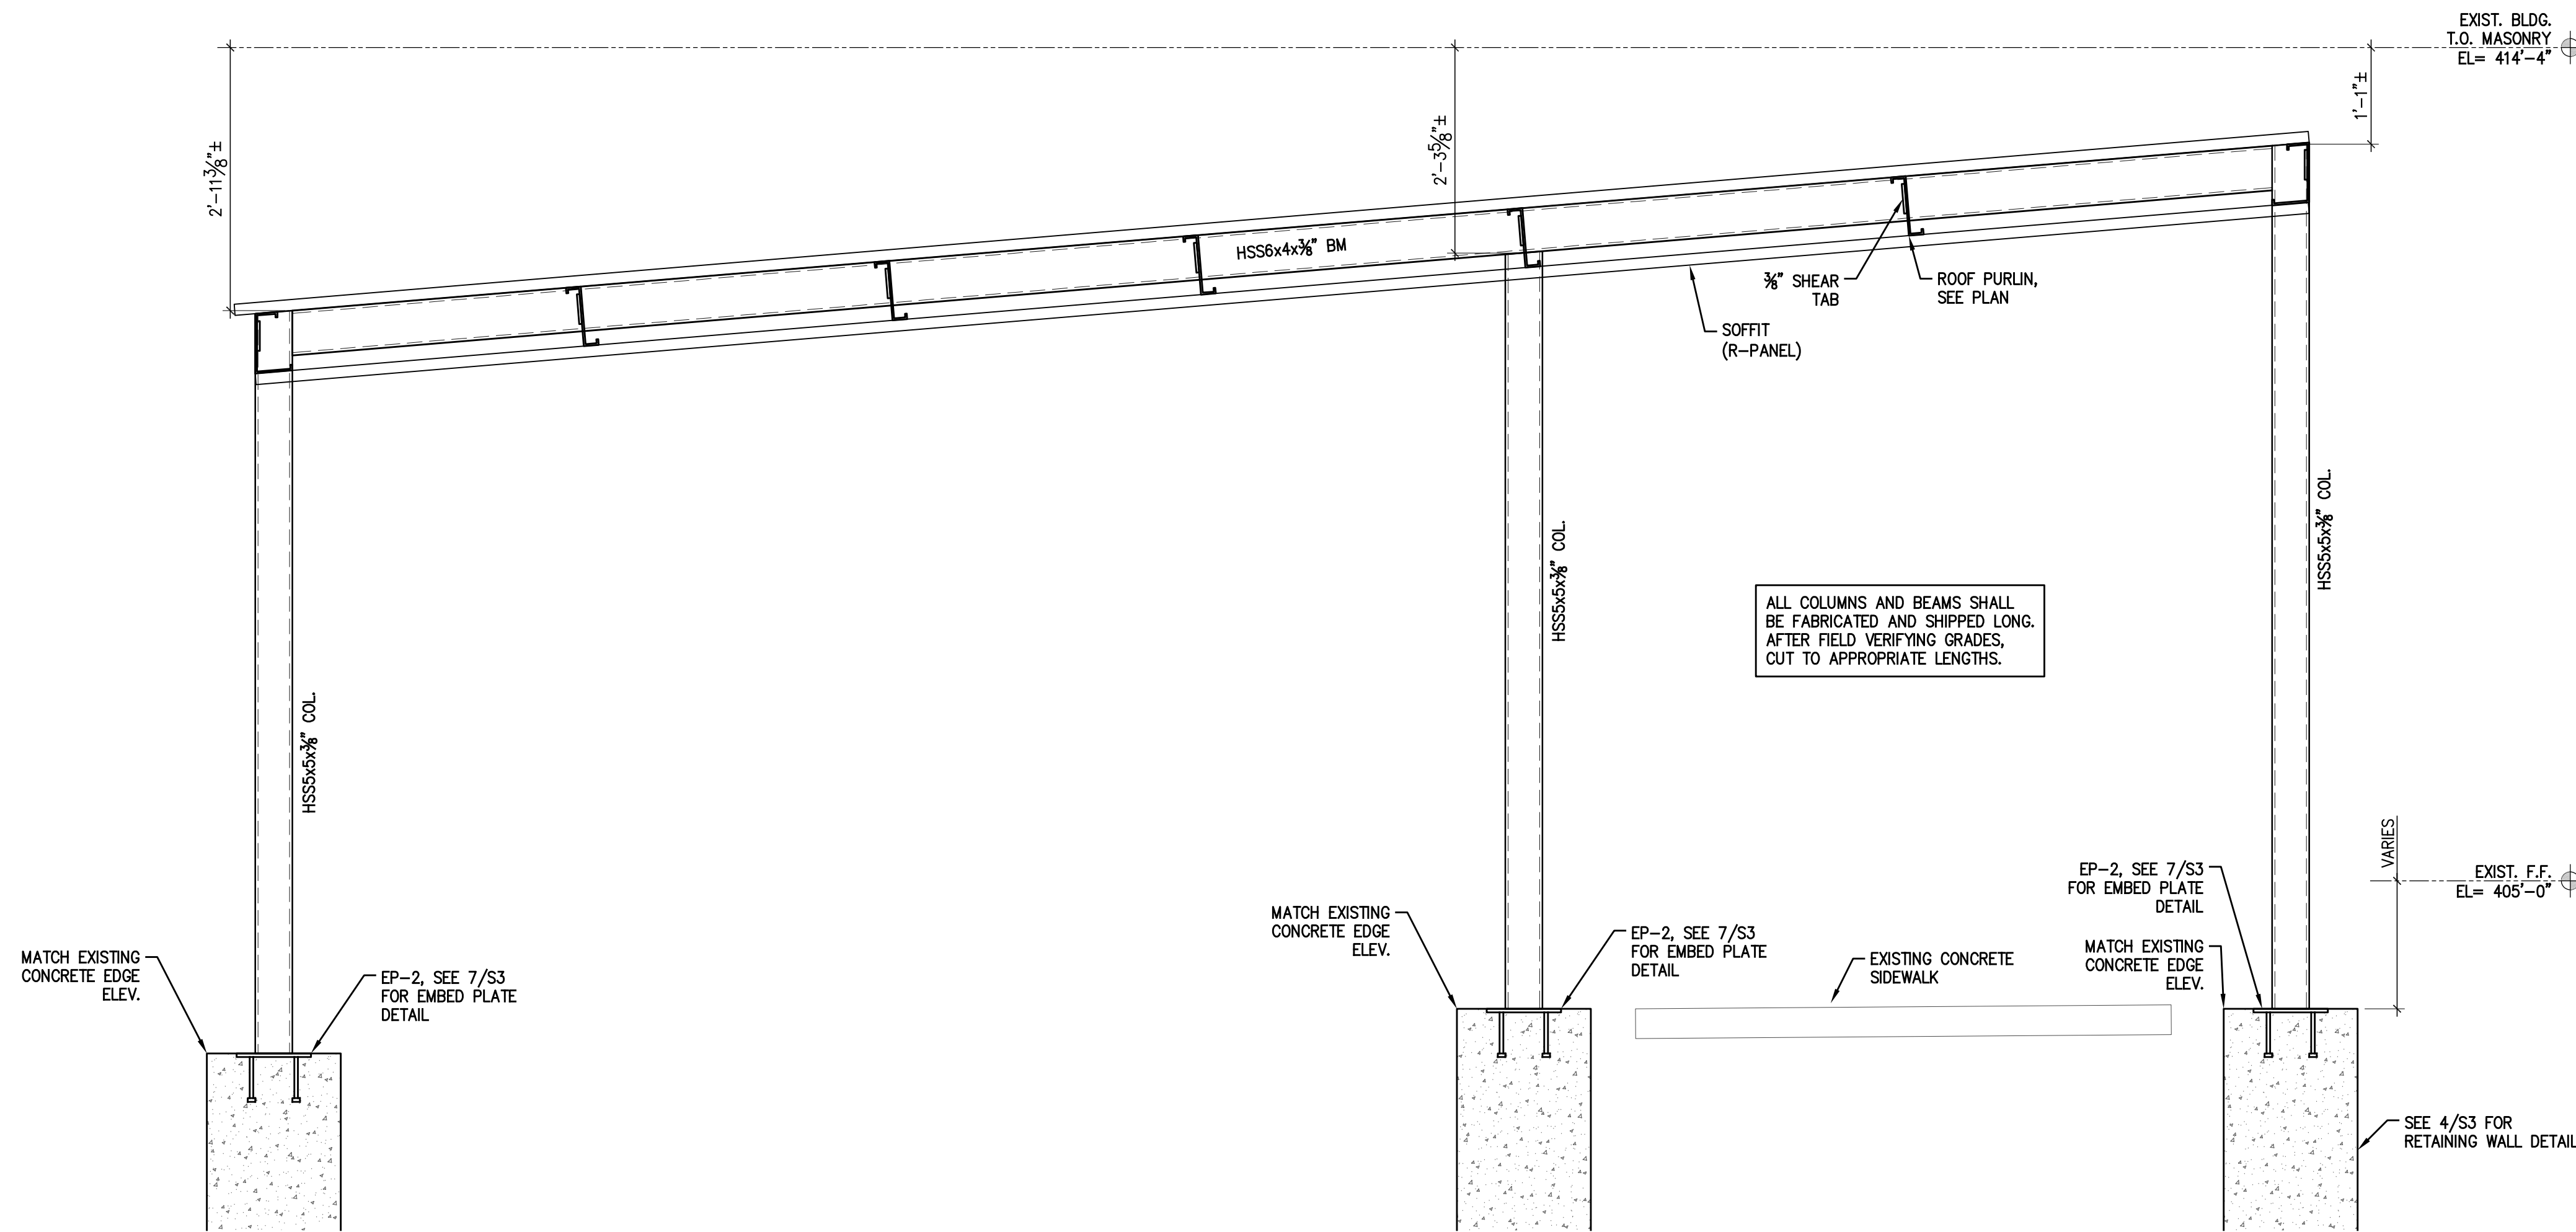 EXIST. BLDG.
T.O. MASONRY
EL= 414'-4"
1'-1"±
2'-3⅝"±
2'-11⅜"±
HSS6x4x⅜" BM
⅜" SHEAR
TAB
ROOF PURLIN,
SEE PLAN
SOFFIT
(R-PANEL)
HSS5x5x⅜" COL.
HSS5x5x⅜" COL.
HSS5x5x⅜" COL.
ALL COLUMNS AND BEAMS SHALL
BE FABRICATED AND SHIPPED LONG.
AFTER FIELD VERIFYING GRADES,
CUT TO APPROPRIATE LENGTHS.
VARIES
EXIST. F.F.
EL= 405'-0"
EP-2, SEE 7/S3
FOR EMBED PLATE
DETAIL
MATCH EXISTING
CONCRETE EDGE
ELEV.
EP-2, SEE 7/S3
FOR EMBED PLATE
DETAIL
EXISTING CONCRETE
SIDEWALK
MATCH EXISTING
CONCRETE EDGE
ELEV.
MATCH EXISTING
CONCRETE EDGE
ELEV.
EP-2, SEE 7/S3
FOR EMBED PLATE
DETAIL
SEE 4/S3 FOR
RETAINING WALL DETAIL